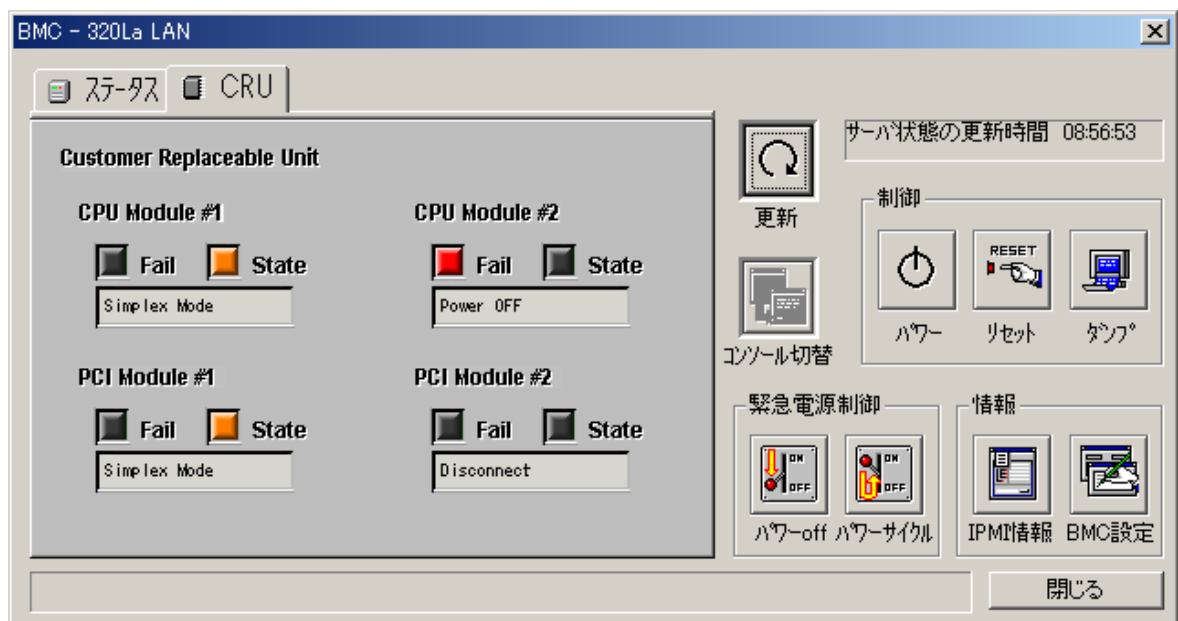 BMC - 320La LAN
ステータス CRU
サーバ状態の更新時間 08:56:53
Customer Replaceable Unit
CPU Module #1 CPU Module #2
Fail State Fail State
Simplex Mode Power OFF
PCI Module #1 PCI Module #2
Fail State Fail State
Simplex Mode Disconnect
更新
コンソール切替
制御
RESET
パワー リセット ダンプ
緊急電源制御
ON OFF ON OFF
パワーoff パワーサイクル
情報
IPMI情報 BMC設定
閉じる